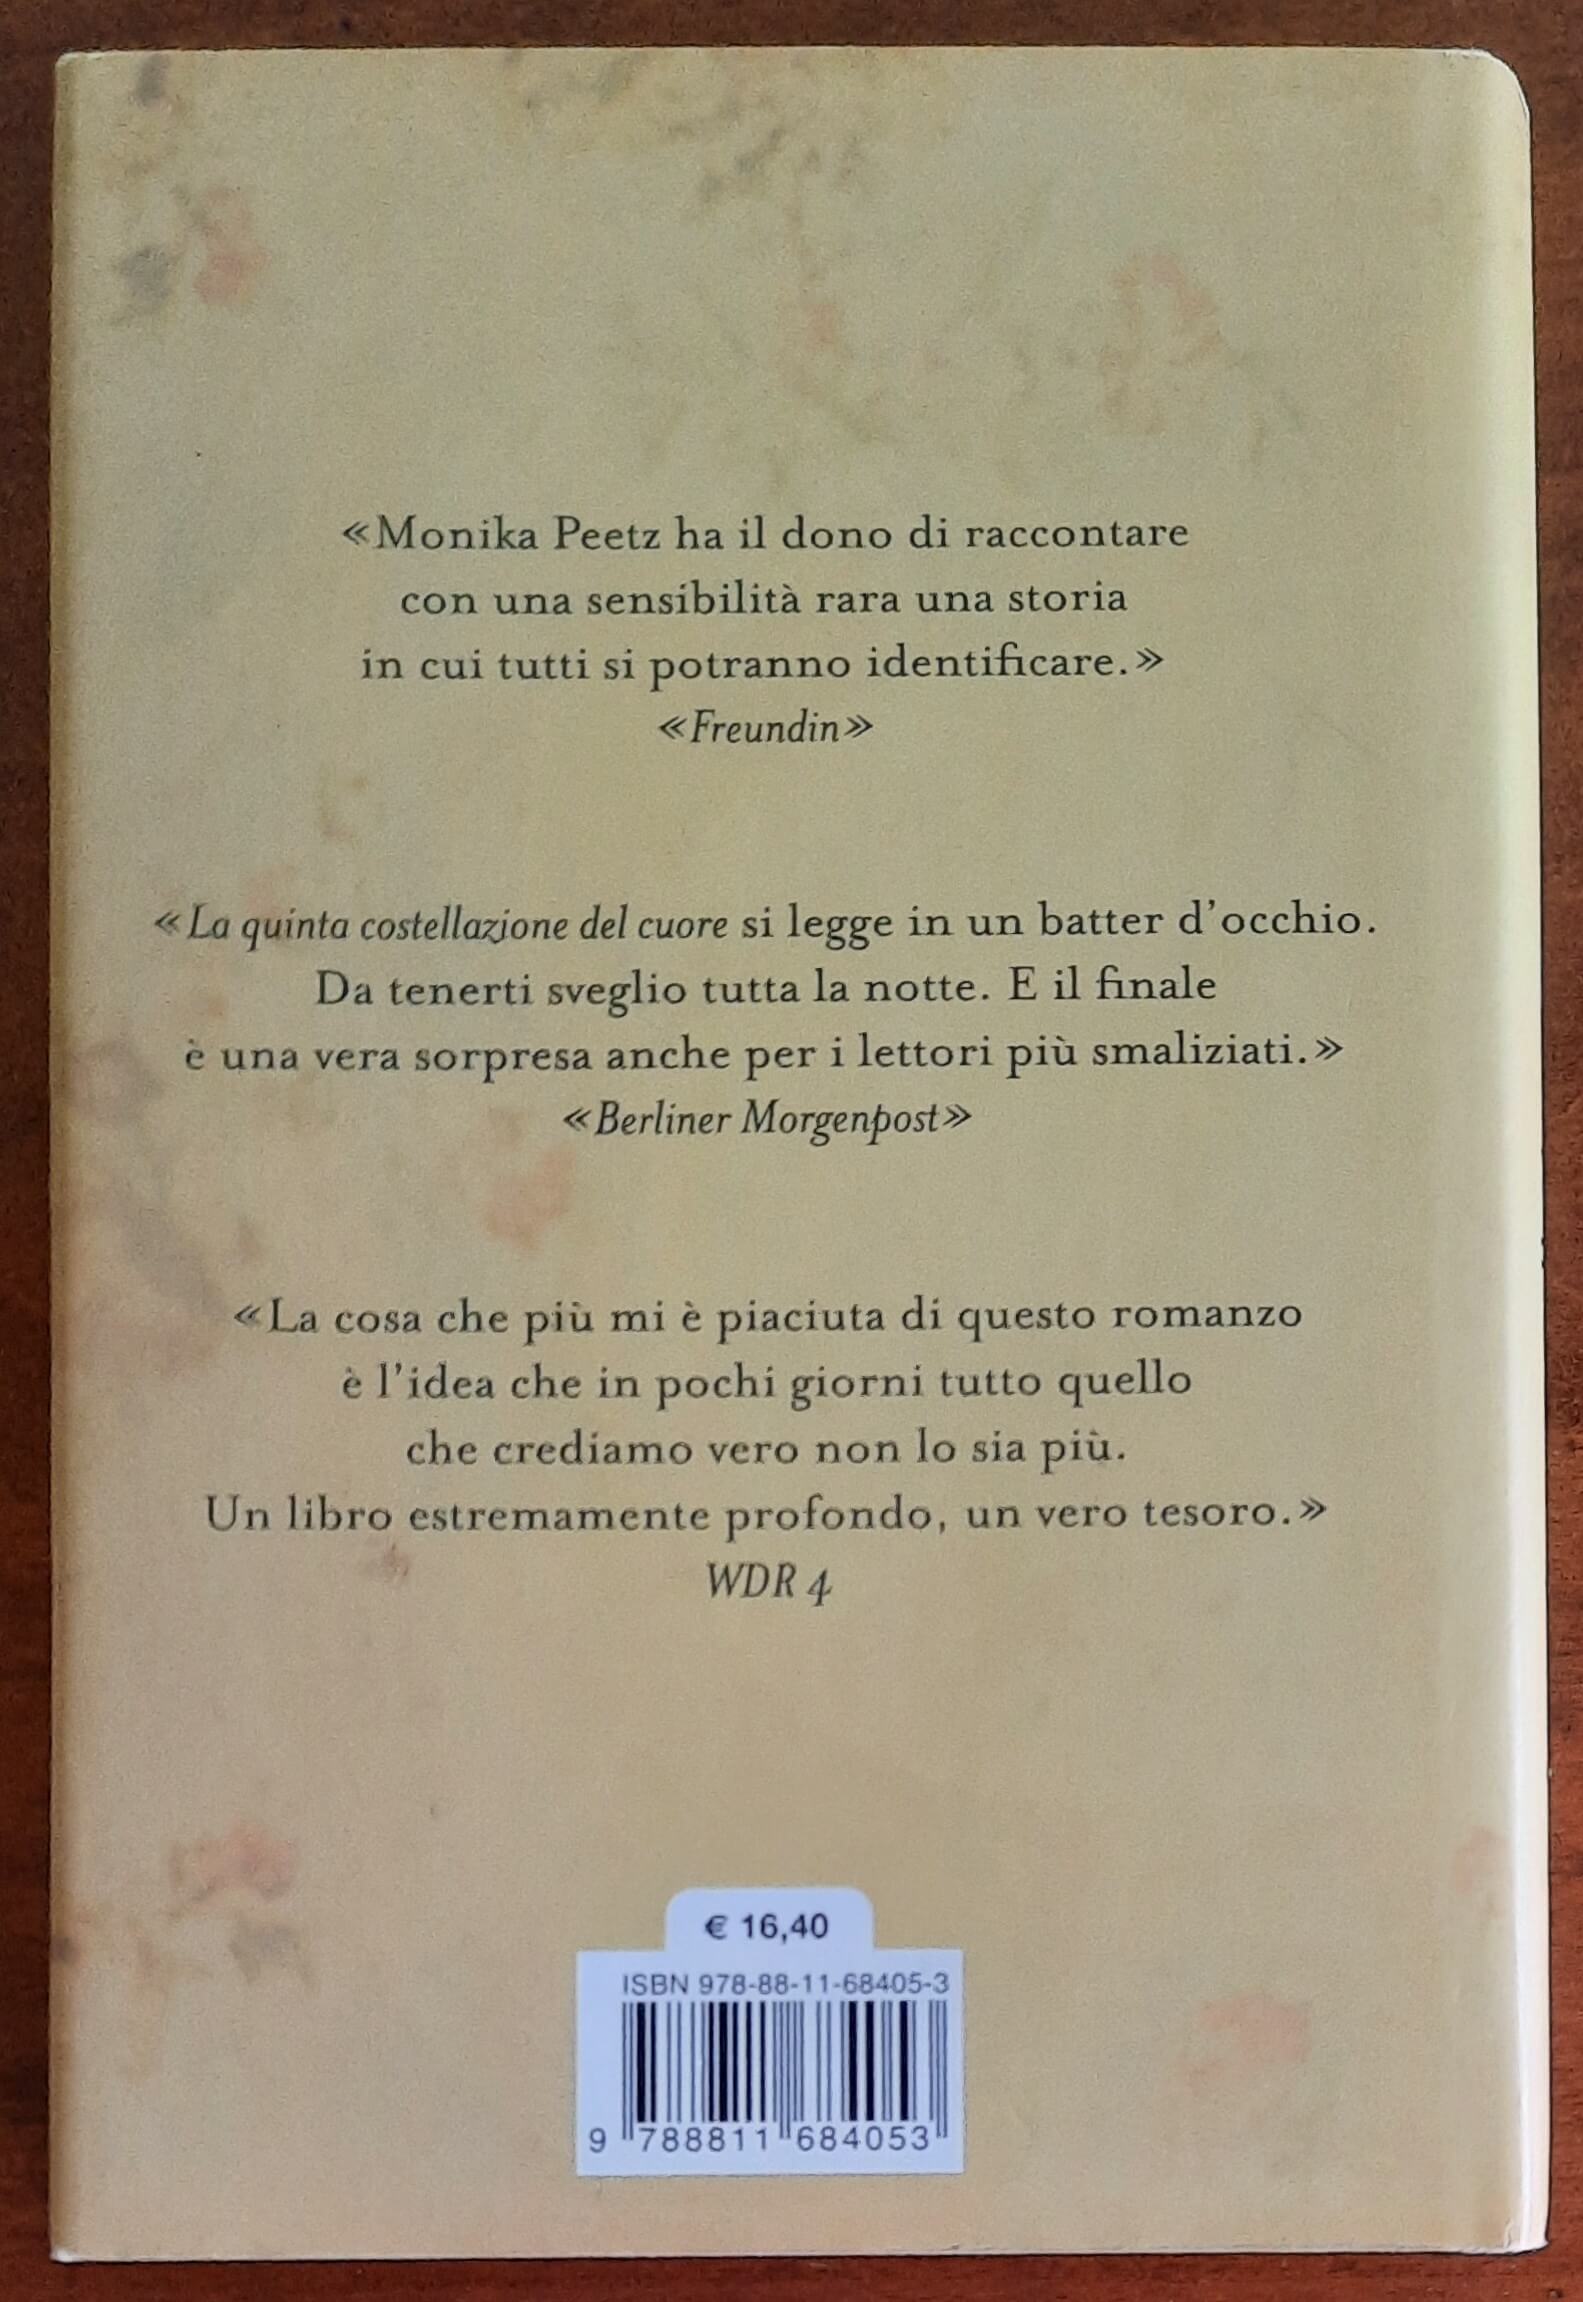 «Monika Peetz ha il dono di raccontare
con una sensibilità rara una storia
in cui tutti si potranno identificare.»
«Freundin»
«La quinta costellazione del cuore si legge in un batter d'occhio.
Da tenerti sveglio tutta la notte. E il finale
è una vera sorpresa anche per i lettori più smaliziati.»
«Berliner Morgenpost»
«La cosa che più mi è piaciuta di questo romanzo
è l'idea che in pochi giorni tutto quello
che crediamo vero non lo sia più.
Un libro estremamente profondo, un vero tesoro.»
WDR 4
€ 16,40
ISBN 978-88-11-68405-3
9 788811 684053